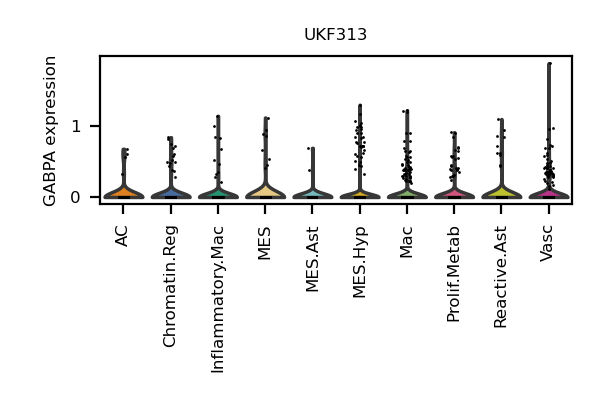 UKF313
GABPA expression
1
0
AC
Chromatin.Reg
Inflammatory.Mac
MES
MES.Ast
MES.Hyp
Mac
Prolif.Metab
Reactive.Ast
Vasc